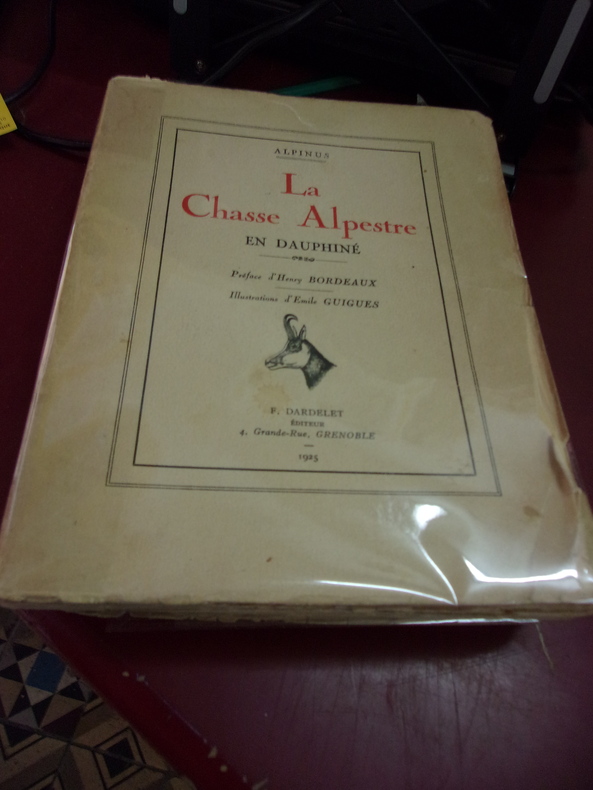 ALPINUS
La
Chasse Alpestre
EN DAUPHINÉ
Préface d'Henry BORDEAUX
Illustrations d'Emile GUIGUES
F. DARDELET
ÉDITEUR
4, Grande-Rue, GRENOBLE
1925